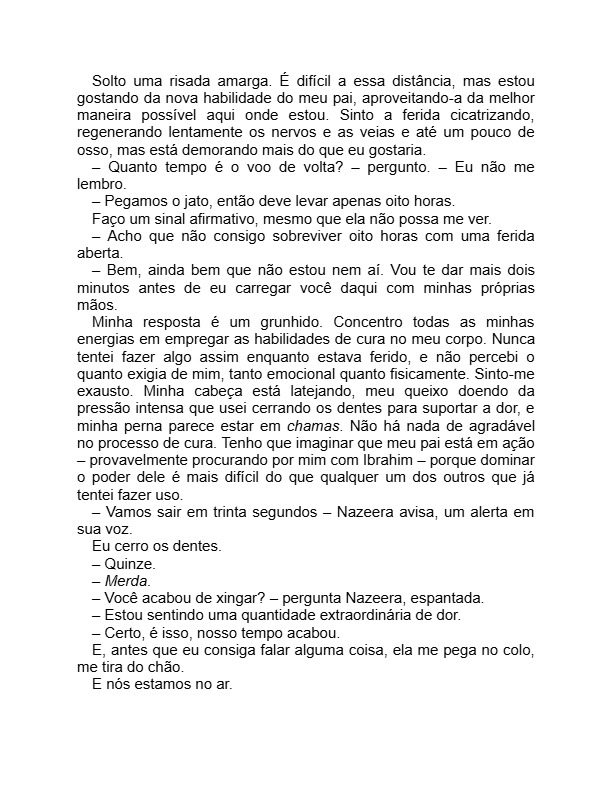 Solto uma risada amarga. É difícil a essa distância, mas estou
gostando da nova habilidade do meu pai, aproveitando-a da melhor
maneira possível aqui onde estou. Sinto a ferida cicatrizando,
regenerando lentamente os nervos e as veias e até um pouco de
osso, mas está demorando mais do que eu gostaria.
– Quanto tempo é o voo de volta? – pergunto. – Eu não me
lembro.
– Pegamos o jato, então deve levar apenas oito horas.
Faço um sinal afirmativo, mesmo que ela não possa me ver.
– Acho que não consigo sobreviver oito horas com uma ferida
aberta.
– Bem, ainda bem que não estou nem aí. Vou te dar mais dois
minutos antes de eu carregar você daqui com minhas próprias
mãos.
Minha resposta é um grunhido. Concentro todas as minhas
energias em empregar as habilidades de cura no meu corpo. Nunca
tentei fazer algo assim enquanto estava ferido, e não percebi o
quanto exigia de mim, tanto emocional quanto fisicamente. Sinto-me
exausto. Minha cabeça está latejando, meu queixo doendo da
pressão intensa que usei cerrando os dentes para suportar a dor, e
minha perna parece estar em chamas. Não há nada de agradável
no processo de cura. Tenho que imaginar que meu pai está em ação
– provavelmente procurando por mim com Ibrahim – porque dominar
o poder dele é mais difícil do que qualquer um dos outros que já
tentei fazer uso.
– Vamos sair em trinta segundos – Nazeera avisa, um alerta em
sua voz.
Eu cerro os dentes.
– Quinze.
– Merda.
– Você acabou de xingar? – pergunta Nazeera, espantada.
– Estou sentindo uma quantidade extraordinária de dor.
– Certo, é isso, nosso tempo acabou.
E, antes que eu consiga falar alguma coisa, ela me pega no colo,
me tira do chão.
E nós estamos no ar.